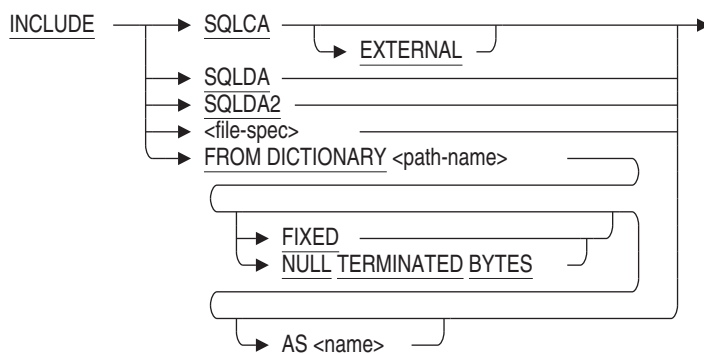 INCLUDE SQLCA
EXTERNAL
SQLDA
SQLDA2
<file-spec>
FROM DICTIONARY <path-name>
FIXED
NULL TERMINATED BYTES
AS <name>